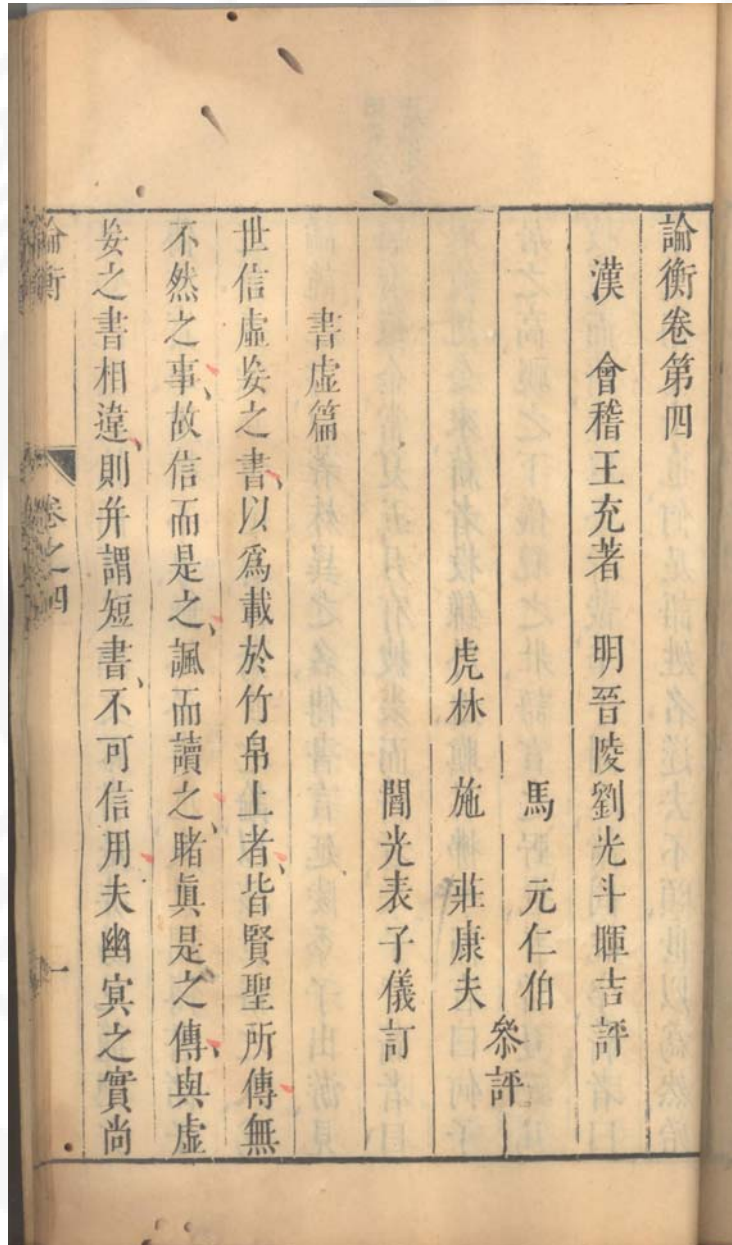 論衡卷第四
漢　會稽王充著　明晉陵劉光斗暉吉評
馬　元仁伯
虎林　施　莊康夫
叅評
閻光表子儀訂
書虛篇
世信虛妄之書、以爲載於竹帛上者、皆賢聖所傳、無
不然之事、故信而是之、諷而讀之、睹眞是之傳、與虛
妄之書相違、則幷謂短書、不可信用、夫幽冥之實尚
論衡
卷之四
一